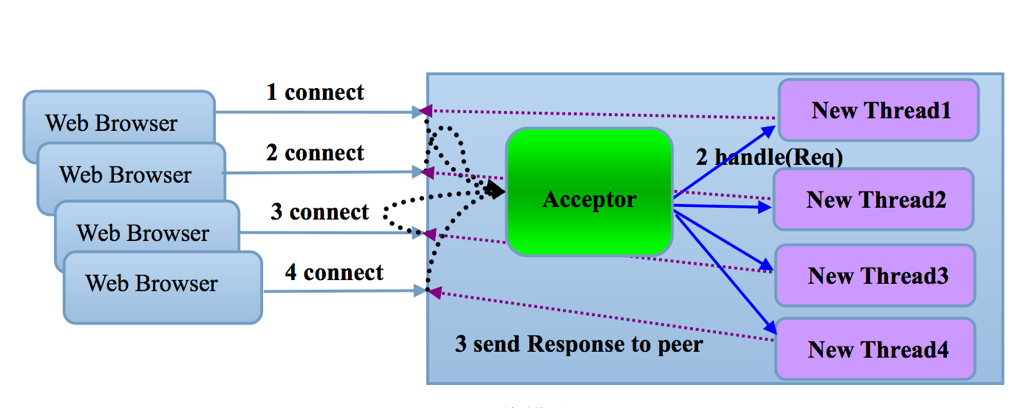 1 connect
Web Browser
2 connect
Web Browser
3 connect
Web Browser
4 connect
Web Browser
Acceptor
2 handle(Req)
New Thread1
New Thread2
New Thread3
New Thread4
3 send Response to peer